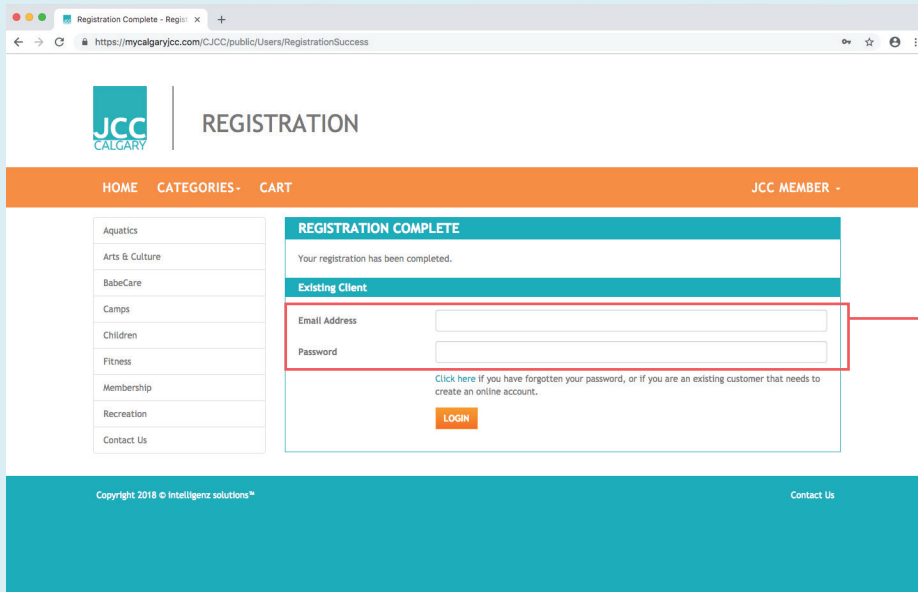 Registration Complete - Regist
https://mycalgaryjcc.com/CJCC/public/Users/RegistrationSuccess
JCC
CALGARY
REGISTRATION
HOME CATEGORIES CART JCC MEMBER
Aquatics
Arts & Culture
BabeCare
Camps
Children
Fitness
Membership
Recreation
Contact Us
REGISTRATION COMPLETE
Your registration has been completed.
Existing Client
Email Address
Password
Click here if you have forgotten your password, or if you are an existing customer that needs to
create an online account.
LOGIN
Copyright 2018 © intelligenz solutions™ Contact Us